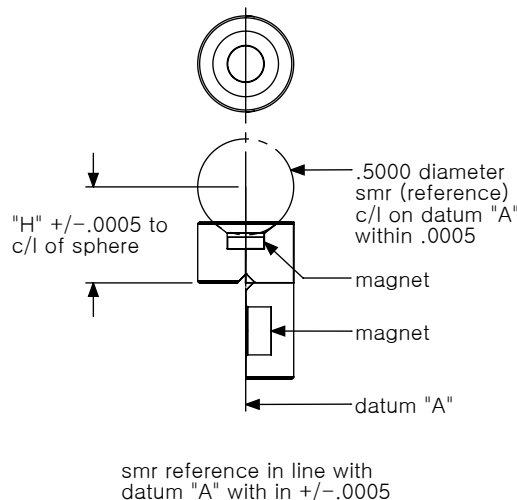 .5000 diameter
smr (reference)
c/l on datum "A"
within .0005
"H" +/-.0005 to
c/l of sphere
magnet
magnet
datum "A"
smr reference in line with
datum "A" with in +/-.0005